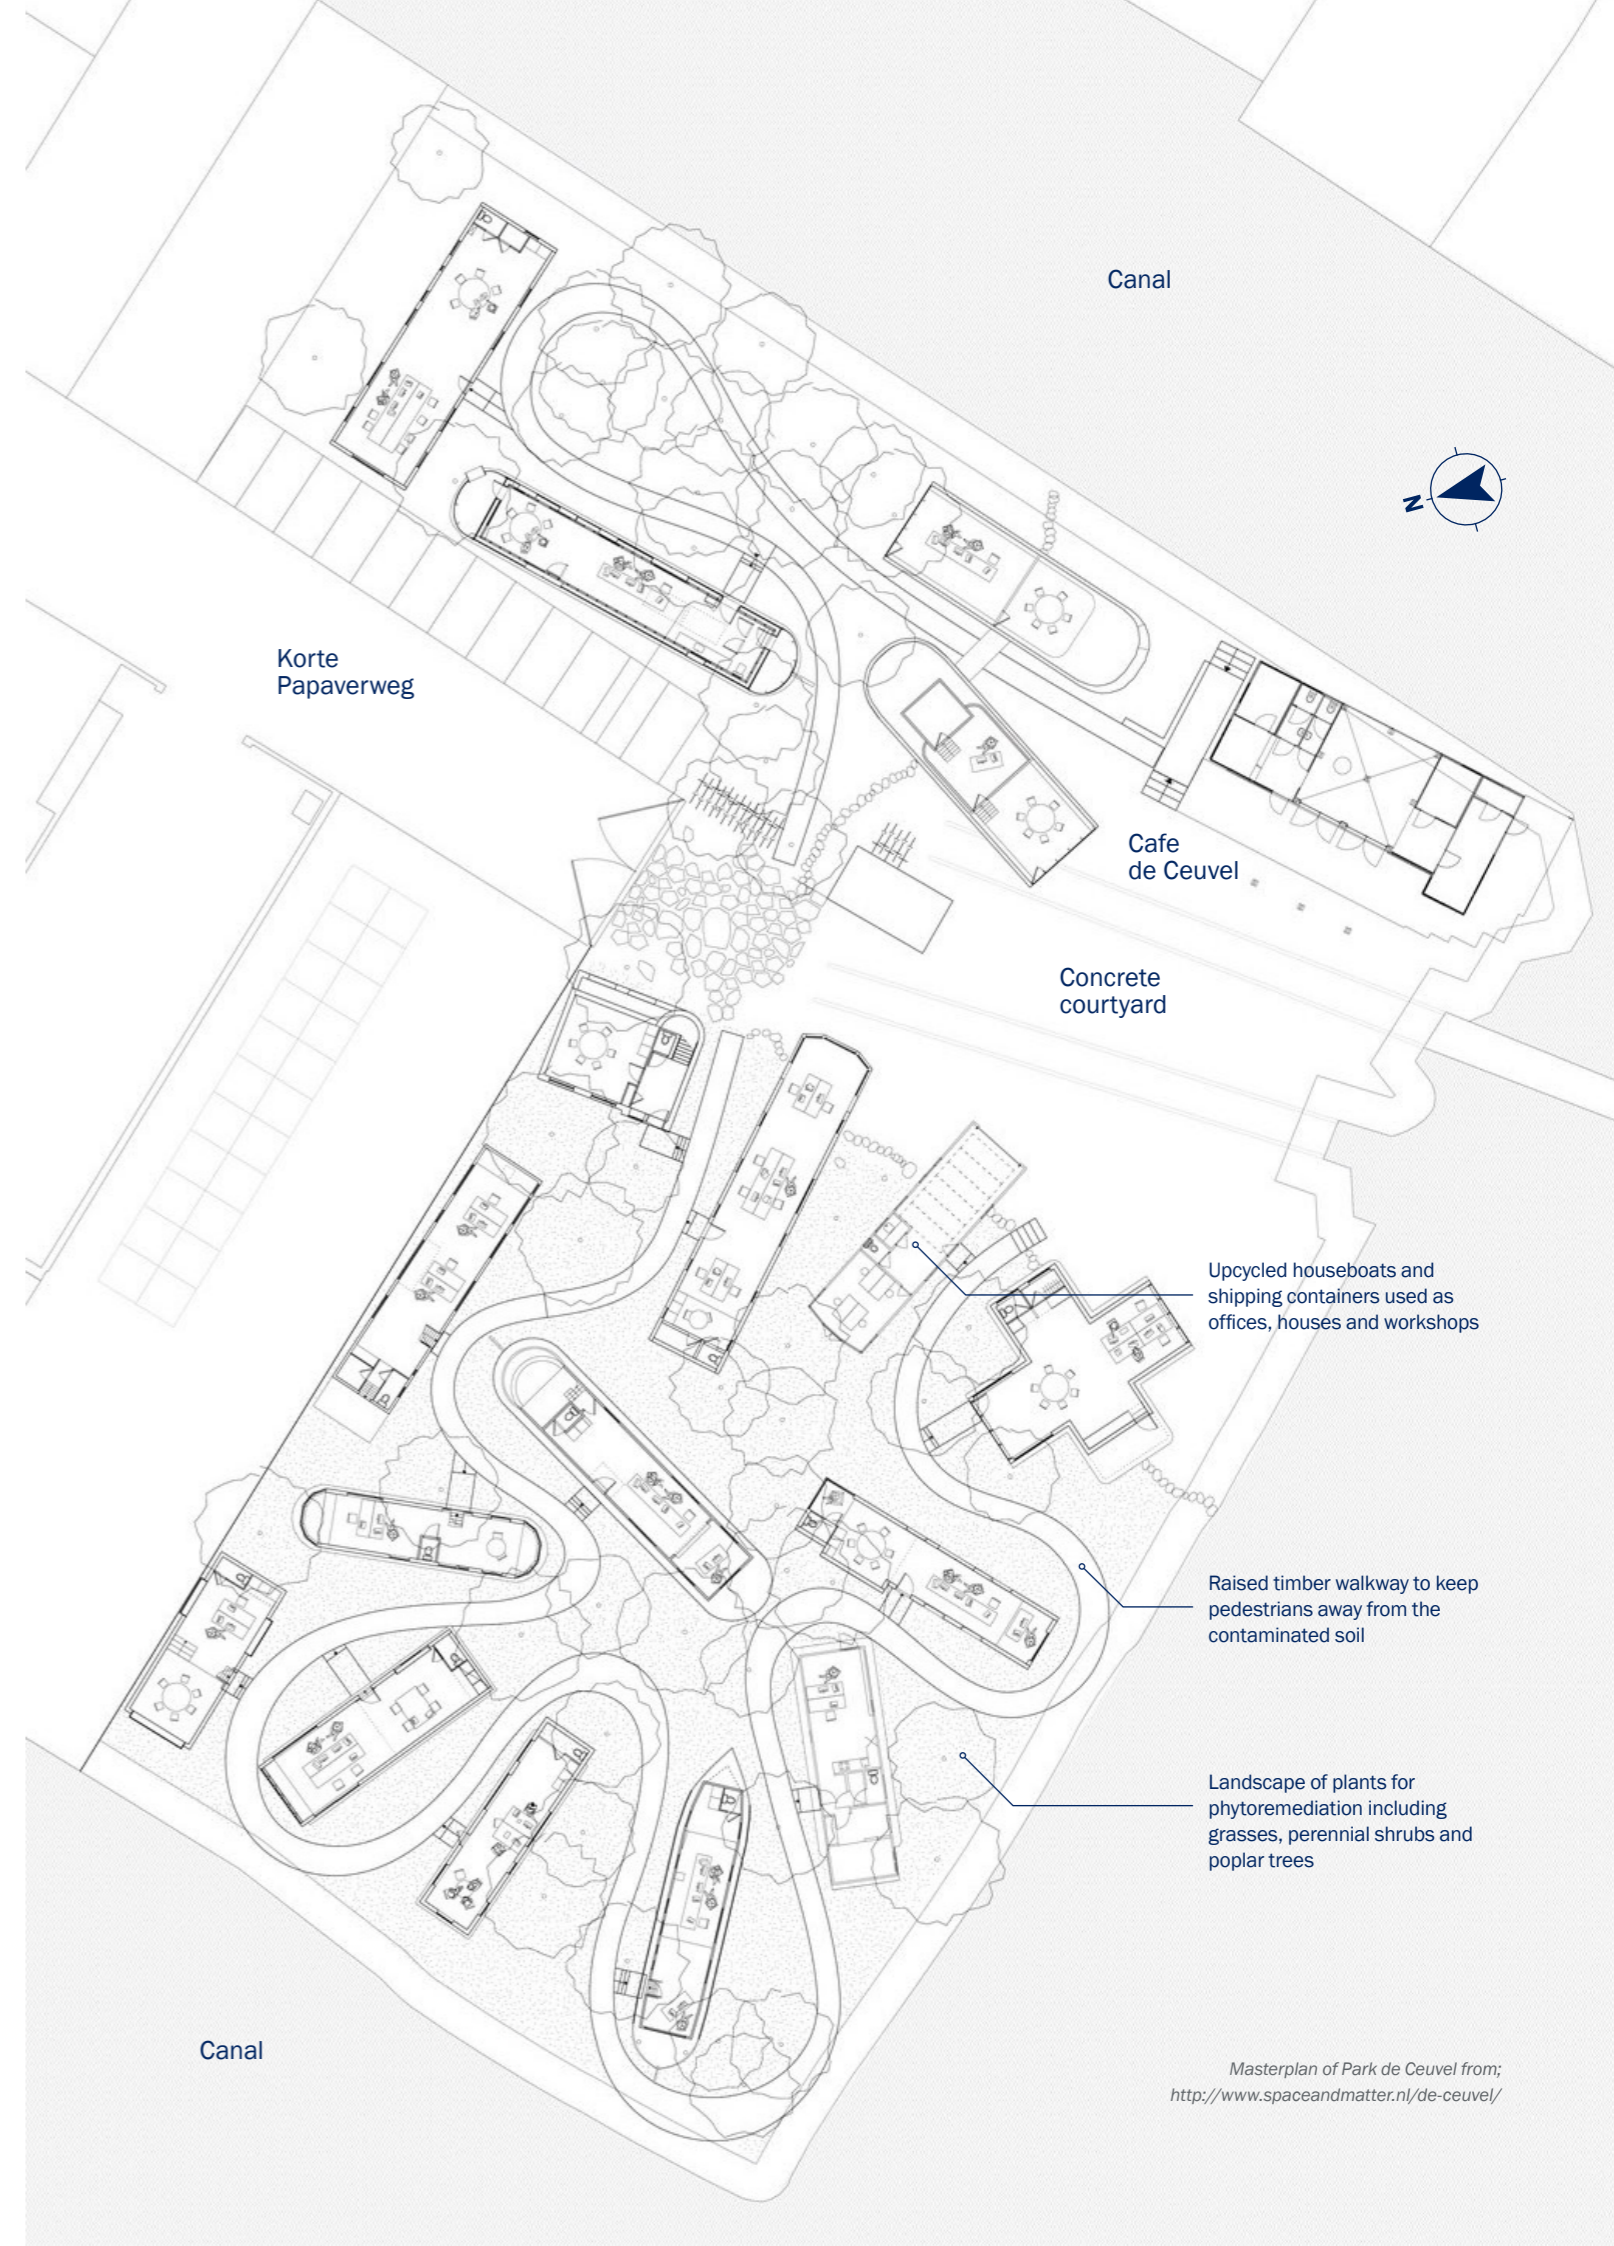 Canal
N
Korte
Papaverweg
Cafe
de Ceuvel
Concrete
courtyard
Upcycled houseboats and
shipping containers used as
offices, houses and workshops
Raised timber walkway to keep
pedestrians away from the
contaminated soil
Landscape of plants for
phytoremediation including
grasses, perennial shrubs and
poplar trees
Canal
Masterplan of Park de Ceuvel from;
http://www.spaceandmatter.nl/de-ceuvel/